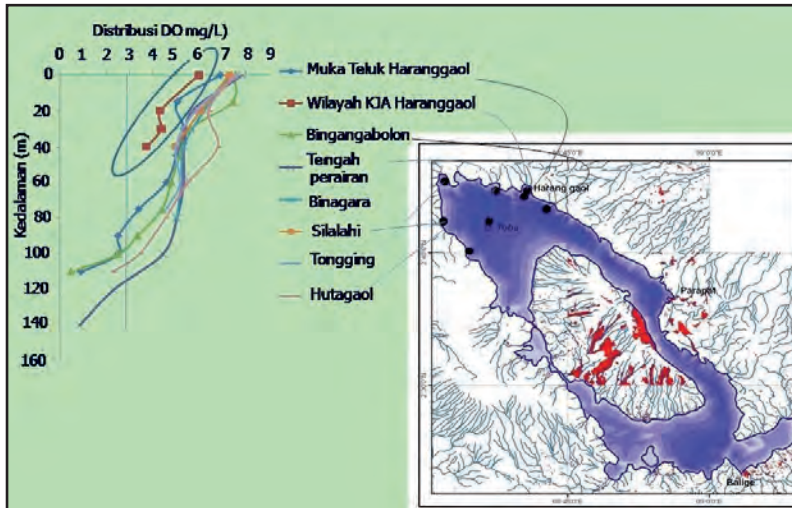 Distribusi DO mg/L)
0 1 2 3 4 5 6 7 8 9
Kedalaman (m)
0
20
40
60
80
100
120
140
160
Muka Teluk Haranggaol
Wilayah KJA Haranggaol
Bingangabolon
Tengah
perairan
Binagara
Silalahi
Tongging
Hutagaol
Harang gaol
Toba
Parapat
Balige